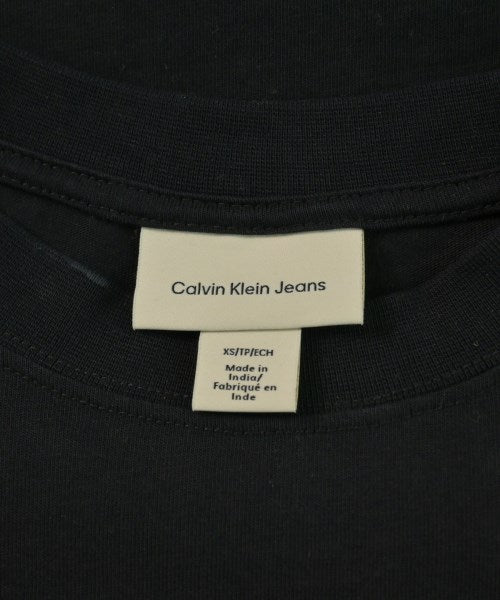 Calvin Klein Jeans
XS/TP/ECH
Made in
India/
Fabriqué en
Inde